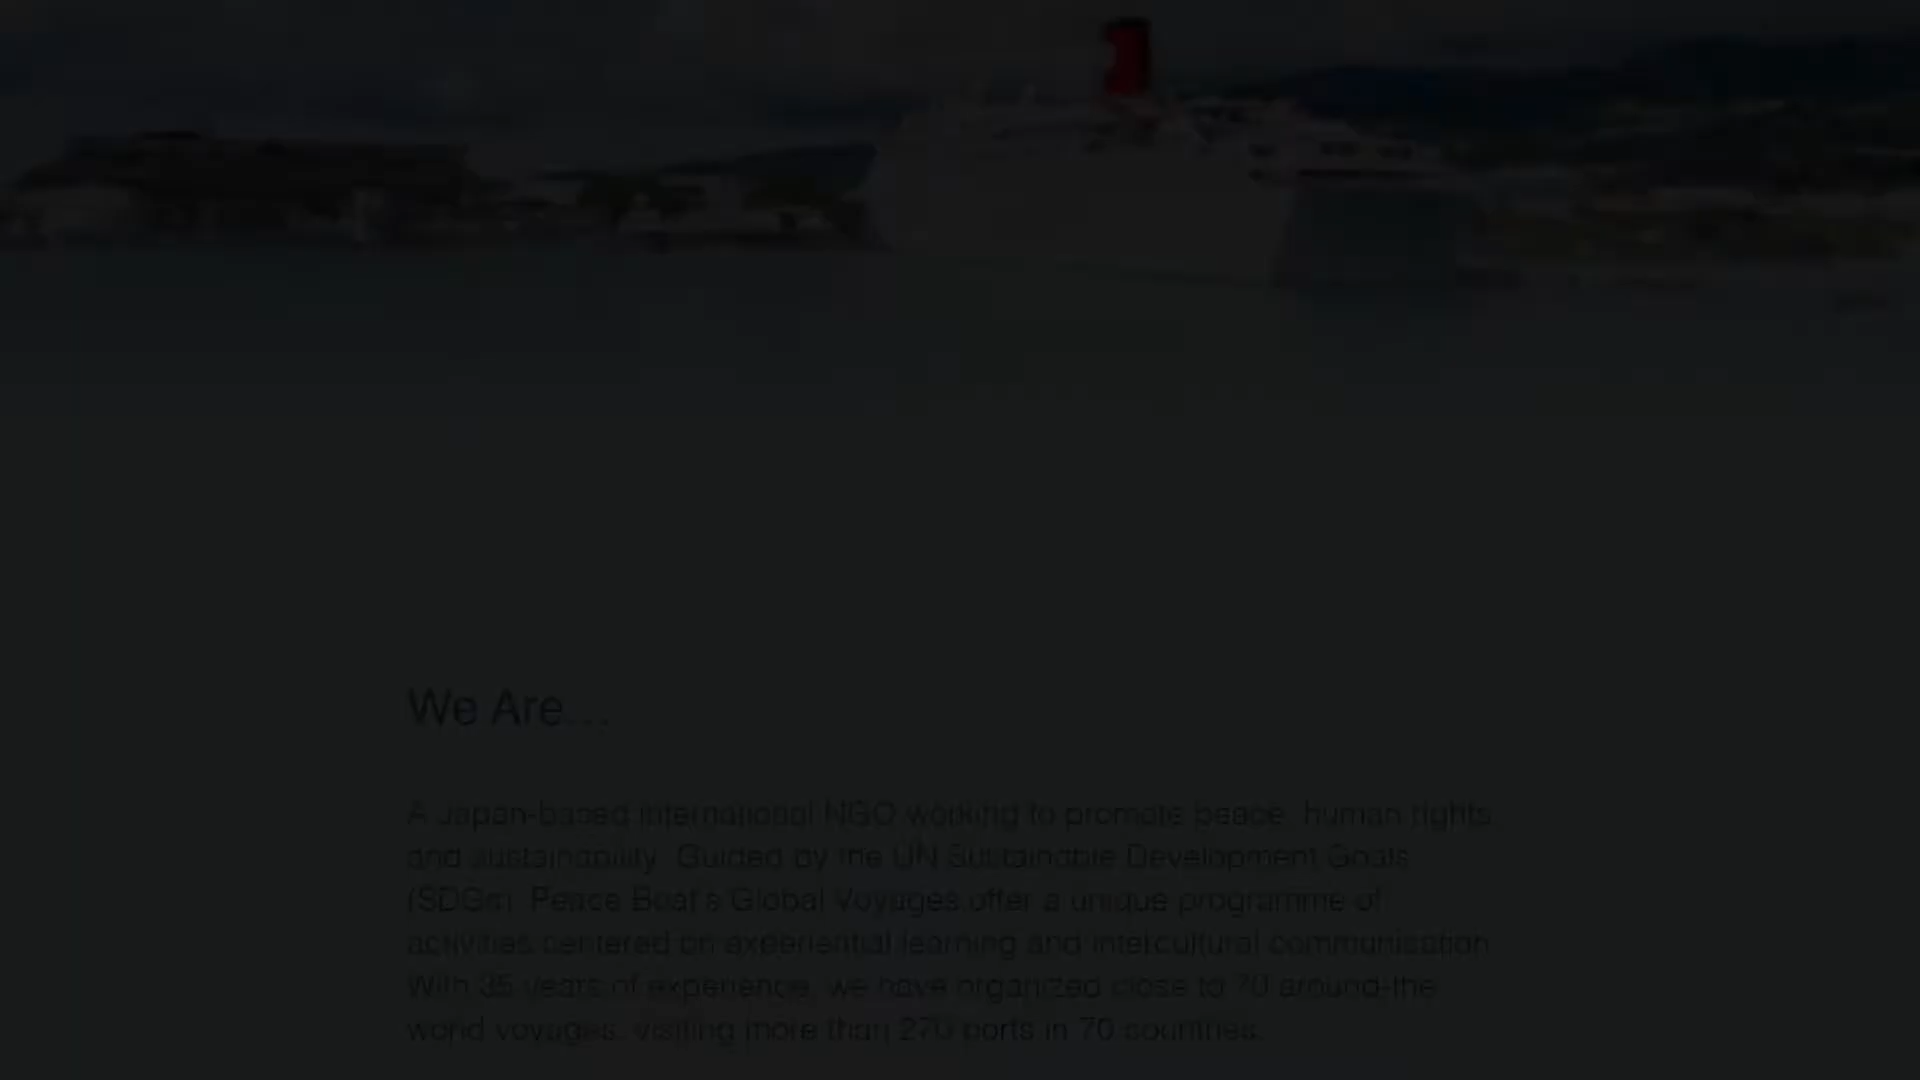 We Are...
A Japan-based international NGO working to promote peace, human rights
and sustainability. Guided by the UN Sustainable Development Goals
(SDGs), Peace Boat's Global Voyages offer a unique programme of
activities centered on experiential learning and intercultural communication.
With 35 years of experience, we have organized close to 70 around-the
world voyages, visiting more than 270 ports in 70 countries.